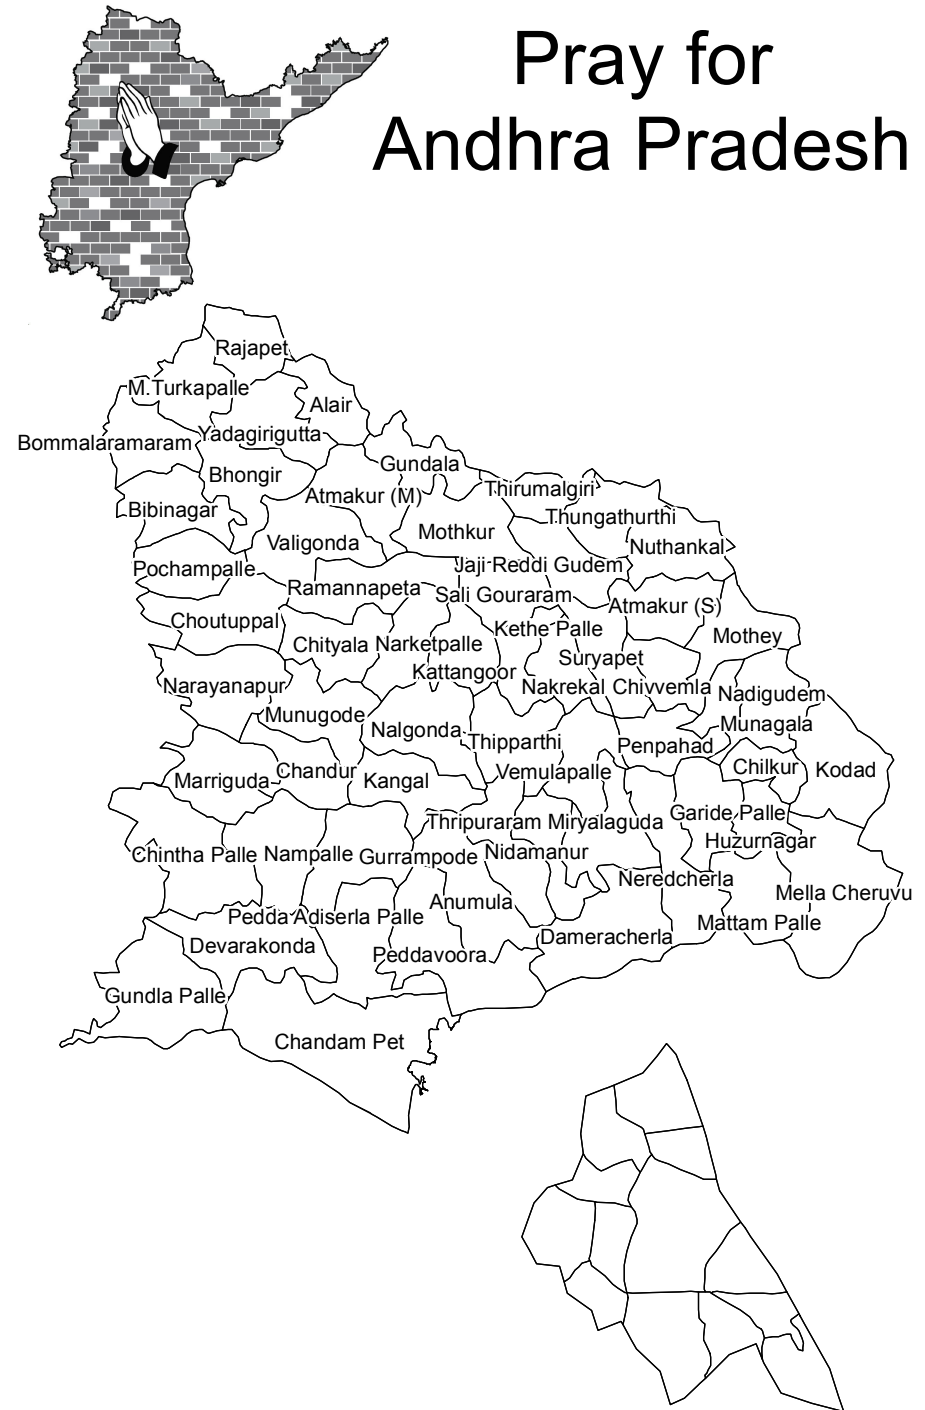 Pray for
Andhra Pradesh
Rajapet
M.Turkapalle
Alair
Bommalaramaram
Yadagirigutta
Gundala
Bhongir
Thirumalgiri
Atmakur (M)
Bibinagar
Thungathurthi
Mothkur
Valigonda
Nuthankal
Jaji Reddi Gudem
Pochampalle
Ramannapeta
Sali Gouraram
Atmakur (S)
Choutuppal
Kethe Palle
Mothey
Chityala
Narketpalle
Suryapet
Kattangoor
Narayanapur
Nakrekal
Chivvemla
Nadigudem
Munugode
Munagala
Nalgonda
Thipparthi
Penpahad
Chandur
Vemulapalle
Chilkur
Kodad
Marriguda
Kangal
Garide Palle
Thripuraram
Miryalaguda
Huzurnagar
Chintha Palle
Nampalle
Gurrampode
Nidamanur
Neredcherla
Mella Cheruvu
Anumula
Pedda Adiserla Palle
Mattam Palle
Devarakonda
Dameracherla
Peddavoora
Gundla Palle
Chandam Pet